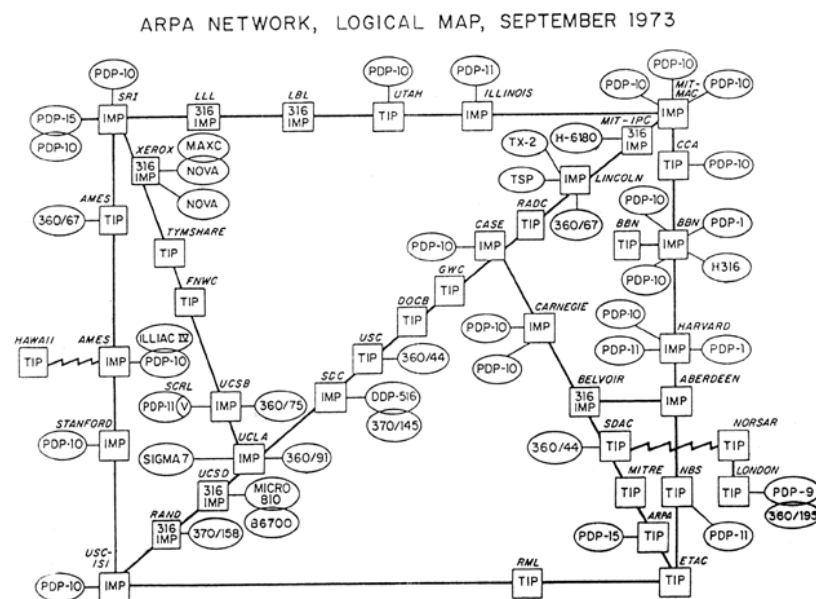 ARPA NETWORK, LOGICAL MAP, SEPTEMBER 1973
PDP-10
SRI
PDP-15
IMP
PDP-10
LLL
316
IMP
LBL
316
IMP
PDP-10
UTAH
TIP
PDP-11
ILLINOIS
IMP
PDP-10
MIT-
MAC
PDP-10
PDP-10
IMP
MIT-IPC
H-6180
316
IMP
XEROX
316
IMP
MAXC
NOVA
NOVA
TX-2
TSP
IMP
LINCOLN
360/67
CCA
TIP
PDP-10
AMES
360/67
TIP
TYMSHARE
TIP
RADC
TIP
CASE
PDP-10
IMP
PDP-10
BBN
TIP
BBN
IMP
PDP-1
PDP-10
H316
FNWC
TIP
GWC
TIP
DOCB
TIP
CARNEGIE
PDP-10
IMP
PDP-10
PDP-10
HARVARD
PDP-11
IMP
PDP-1
HAWAII
TIP
AMES
IMP
ILLIAC IV
PDP-10
USC
TIP
360/44
SCRL
PDP-11
V
UCSB
IMP
360/75
SDC
IMP
DDP-516
370/145
BELVOIR
316
IMP
ABERDEEN
IMP
STANFORD
PDP-10
IMP
UCLA
SIGMA 7
IMP
360/91
SDAC
360/44
TIP
NORSAR
TIP
UCSD
316
IMP
MICRO
810
B6700
MITRE
TIP
NBS
TIP
LONDON
TIP
PDP-9
360/195
RAND
316
IMP
370/158
PDP-15
ARPA
TIP
PDP-11
USC-
ISI
PDP-10
IMP
RML
TIP
ETAC
TIP